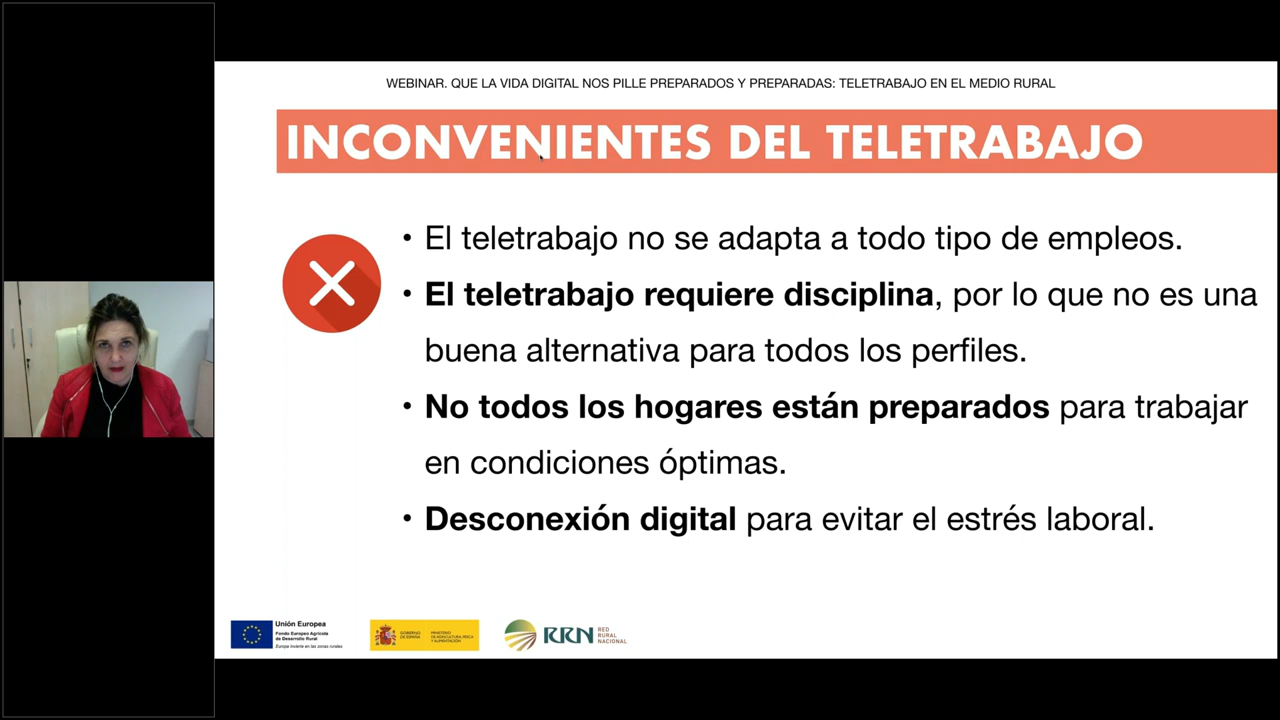 WEBINAR. QUE LA VIDA DIGITAL NOS PILLE PREPARADOS Y PREPARADAS: TELETRABAJO EN EL MEDIO RURAL
INCONVENIENTES DEL TELETRABAJO
• El teletrabajo no se adapta a todo tipo de empleos.
• El teletrabajo requiere disciplina, por lo que no es una
buena alternativa para todos los perfiles.
• No todos los hogares están preparados para trabajar
en condiciones óptimas.
• Desconexión digital para evitar el estrés laboral.
Unión Europea
Fondo Europeo Agrícola
de Desarrollo Rural
Europa invierte en las zonas rurales
GOBIERNO
DE ESPAÑA
MINISTERIO
DE AGRICULTURA, PESCA
Y ALIMENTACIÓN
RRN
RED
RURAL
NACIONAL